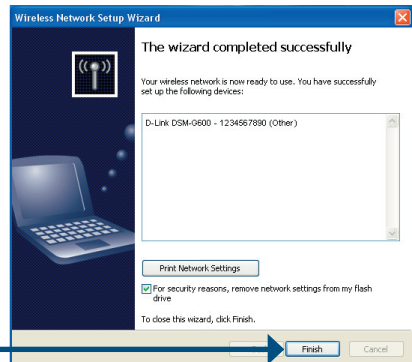 Wireless Network Setup Wizard
The wizard completed successfully
Your wireless network is now ready to use. You have successfully
set up the following devices:
D-Link DSM-G600 - 1234567890 (Other)
Print Network Settings
For security reasons, remove network settings from my flash
drive
To close this wizard, click Finish.
Finish
Cancel